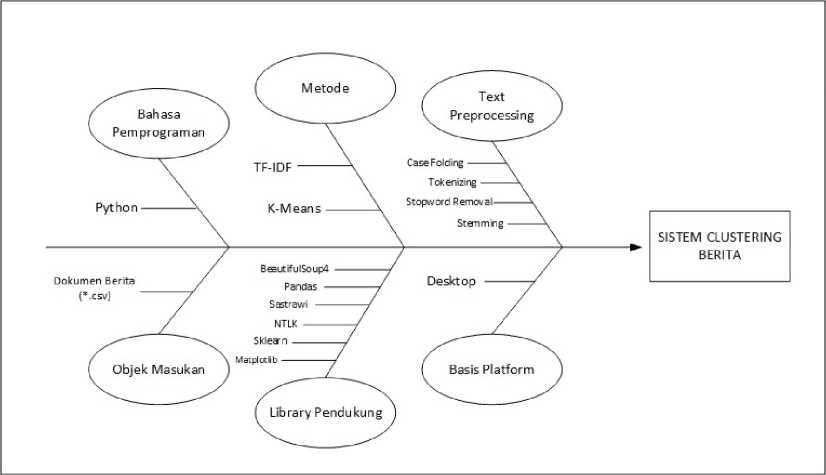 Metode
Text
Preprocessing
Bahasa
Pemprograman
Case Folding
TF-IDF
Tokenizing
Stopword Removal
Python
K-Means
Stemming
SISTEM CLUSTERING
BERITA
Dokumen Berita
(*.csv)
BeautifulSoup4
Pandas
Sastrawi
NTLK
Sklearn
Matplotlib
Desktop
Objek Masukan
Library Pendukung
Basis Platform